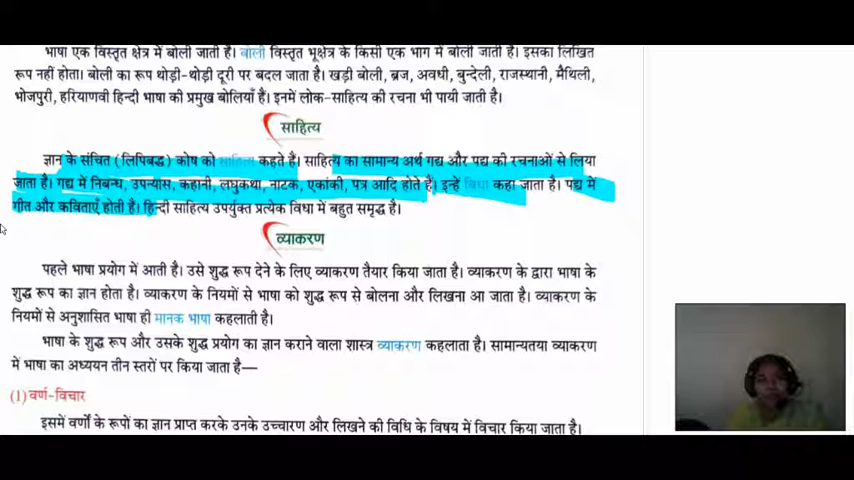 भाषा एक विस्तृत क्षेत्र में बोली जाती है। बोली विस्तृत भूक्षेत्र के किसी एक भाग में बोली जाती है। इसका लिखित
रूप नहीं होता। बोली का रूप थोड़ी-थोड़ी दूरी पर बदल जाता है। खड़ी बोली, ब्रज, अवधी, बुन्देली, राजस्थानी, मैथिली,
भोजपुरी, हरियाणवी हिन्दी भाषा की प्रमुख बोलियाँ हैं। इनमें लोक-साहित्य की रचना भी पायी जाती है।
साहित्य
ज्ञान के संचित (लिपिबद्ध) कोष को साहित्य कहते हैं। साहित्य का सामान्य अर्थ गद्य और पद्य की रचनाओं से लिया
जाता है। गद्य में निबन्ध, उपन्यास, कहानी, लघुकथा, नाटक, एकांकी, पत्र आदि होते हैं। इन्हें विधा कहा जाता है। पद्य में
गीत और कविताएँ होती हैं। हिन्दी साहित्य उपर्युक्त प्रत्येक विधा में बहुत समृद्ध है।
व्याकरण
पहले भाषा प्रयोग में आती है। उसे शुद्ध रूप देने के लिए व्याकरण तैयार किया जाता है। व्याकरण के द्वारा भाषा के
शुद्ध रूप का ज्ञान होता है। व्याकरण के नियमों से भाषा को शुद्ध रूप से बोलना और लिखना आ जाता है। व्याकरण के
नियमों से अनुशासित भाषा ही मानक भाषा कहलाती है।
भाषा के शुद्ध रूप और उसके शुद्ध प्रयोग का ज्ञान कराने वाला शास्त्र व्याकरण कहलाता है। सामान्यतया व्याकरण
में भाषा का अध्ययन तीन स्तरों पर किया जाता है—
(1) वर्ण-विचार
इसमें वर्णों के रूपों का ज्ञान प्राप्त करके उनके उच्चारण और लिखने की विधि के विषय में विचार किया जाता है।